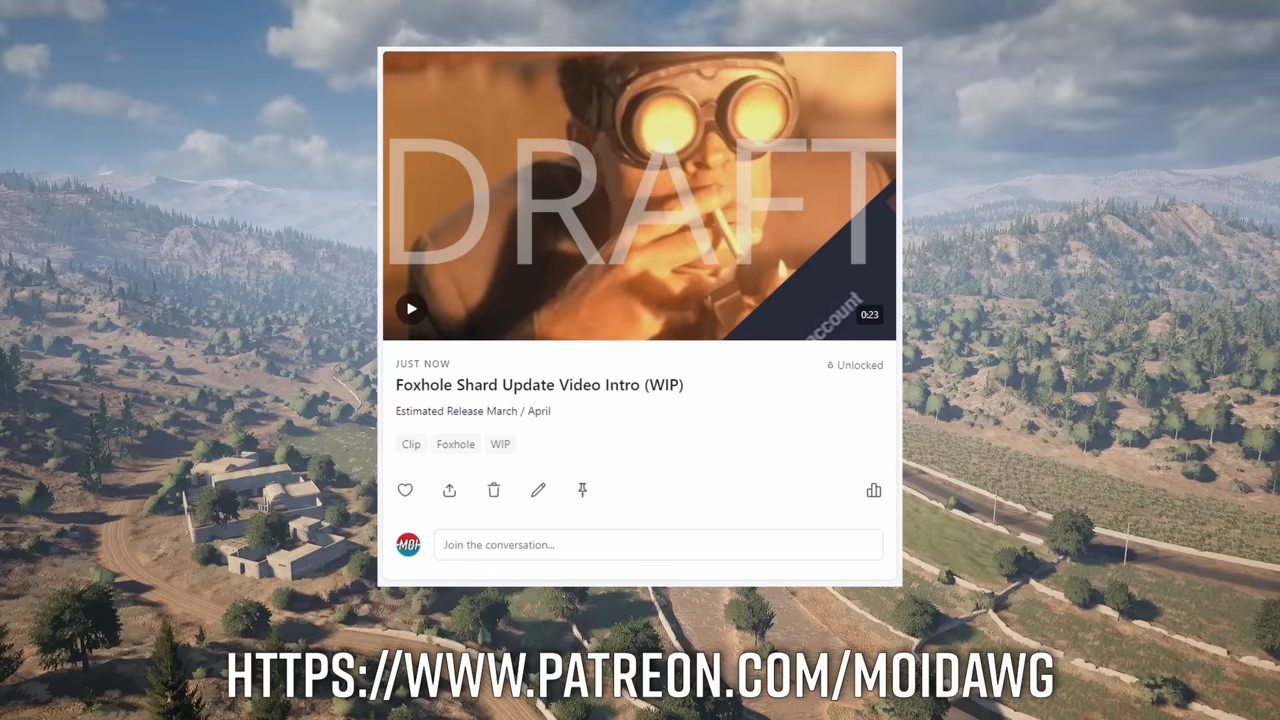 DRAFT
account
0:23
JUST NOW
Unlocked
Foxhole Shard Update Video Intro (WIP)
Estimated Release March / April
Clip Foxhole WIP
MOI
Join the conversation...
HTTPS://WWW.PATREON.COM/MOIDAWG